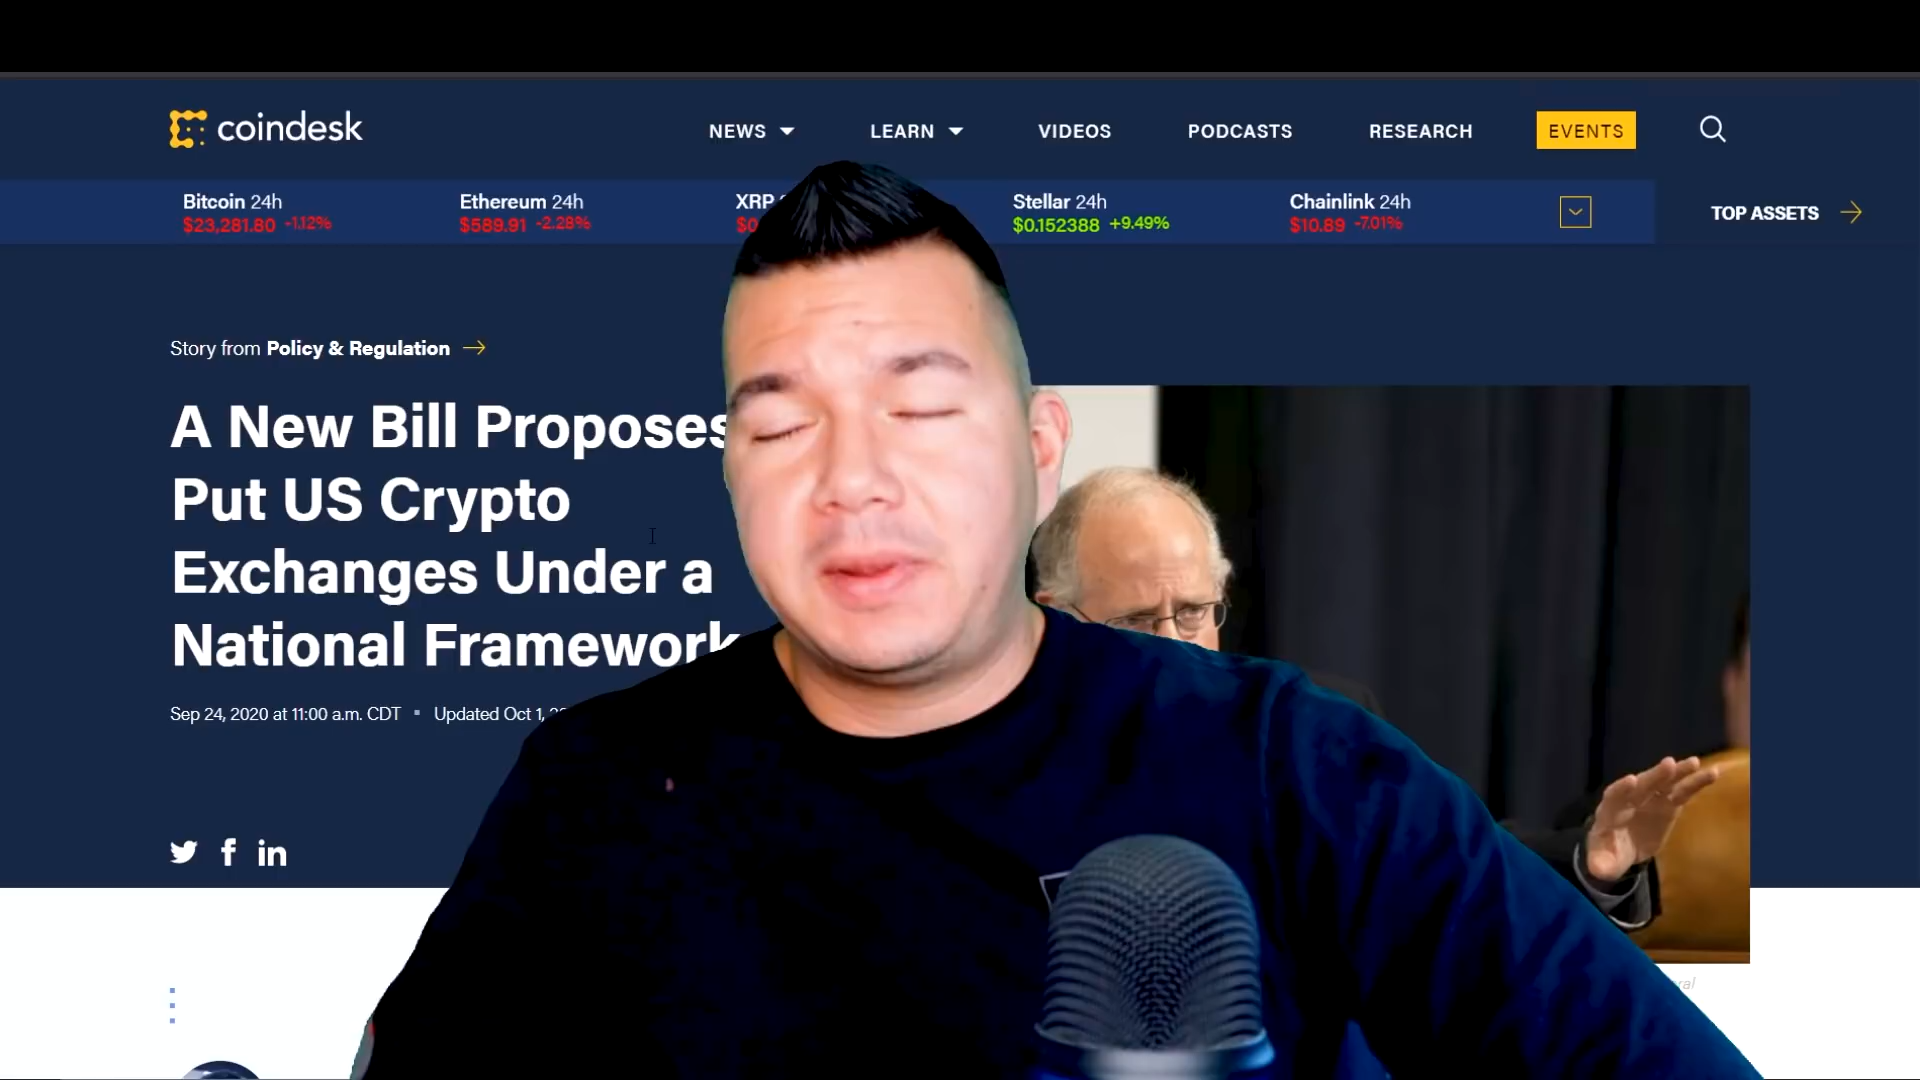 coindesk
NEWS LEARN VIDEOS PODCASTS RESEARCH EVENTS
Bitcoin 24h Ethereum 24h XRP Stellar 24h Chainlink 24h
$23,281.80 -1.12% $589.91 -2.28% $0 $0.152388 +9.49% $10.89 -7.01%
TOP ASSETS
Story from Policy & Regulation
A New Bill Proposes
Put US Crypto
Exchanges Under a
National Framework
Sep 24, 2020 at 11:00 a.m. CDT Updated Oct 1,